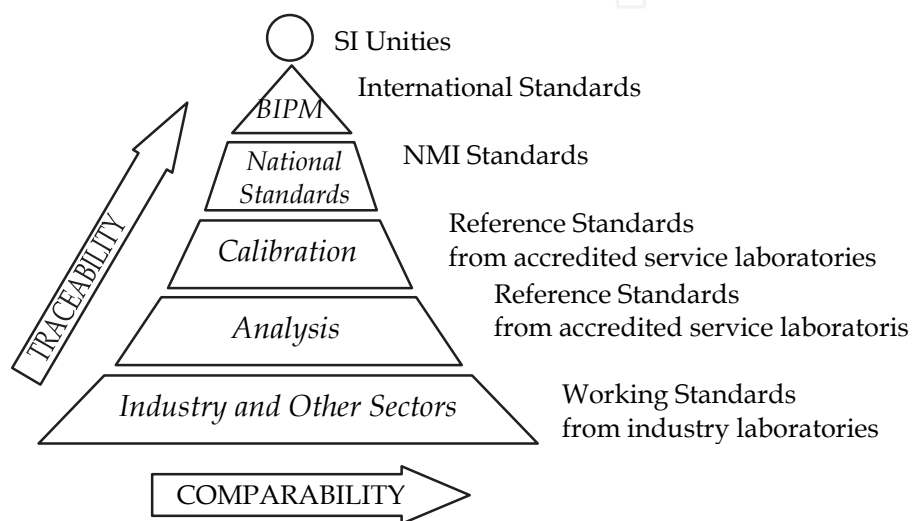 SI Unities
International Standards
BIPM
NMI Standards
National
Standards
Reference Standards
from accredited service laboratories
Calibration
Reference Standards
from accredited service laboratoris
Analysis
TRACEABILITY
Working Standards
from industry laboratories
Industry and Other Sectors
COMPARABILITY